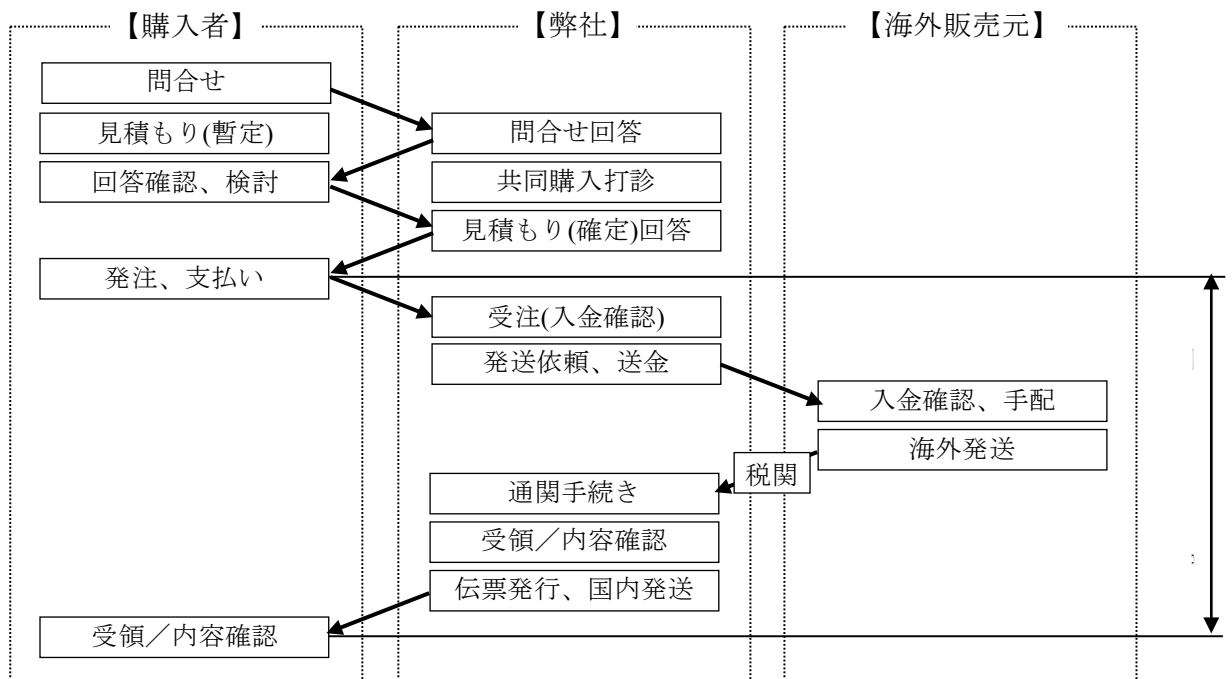 【購入者】
【弊社】
【海外販売元】
問合せ
見積もり(暫定)
問合せ回答
回答確認、検討
共同購入打診
見積もり(確定)回答
発注、支払い
受注(入金確認)
発送依頼、送金
入金確認、手配
海外発送
税関
通関手続き
受領／内容確認
伝票発行、国内発送
受領／内容確認